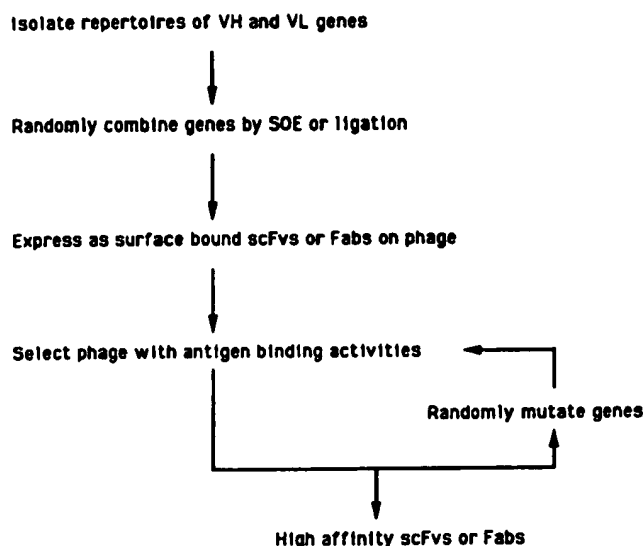 Isolate repertoires of VH and VL genes
Randomly combine genes by SOE or ligation
Express as surface bound scFvs or Fabs on phage
Select phage with antigen binding activities
Randomly mutate genes
High affinity scFvs or Fabs